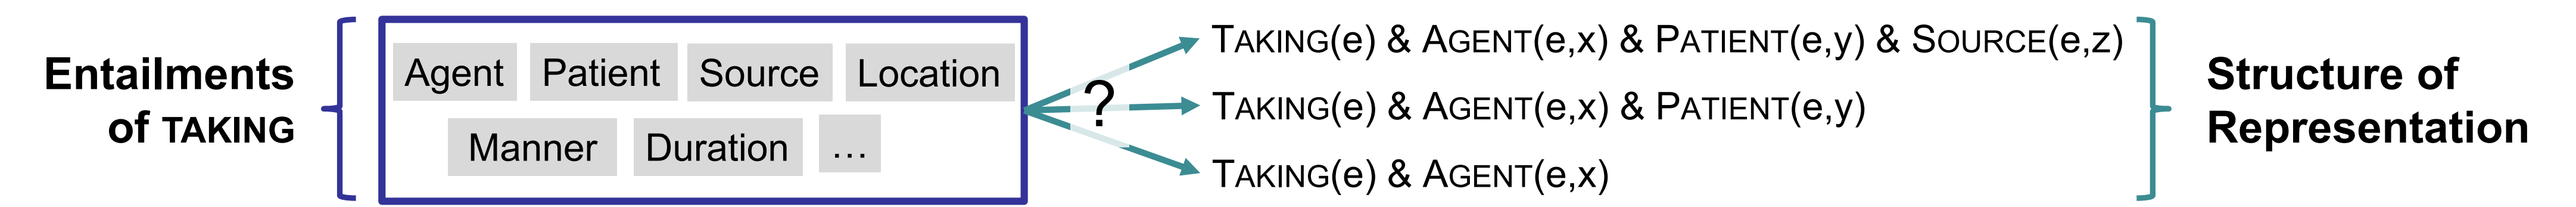 Entailments
of TAKING
Agent Patient Source Location
Manner Duration ...
?
TAKING(e) & AGENT(e,x) & PATIENT(e,y) & SOURCE(e,z)
TAKING(e) & AGENT(e,x) & PATIENT(e,y)
TAKING(e) & AGENT(e,x)
Structure of
Representation